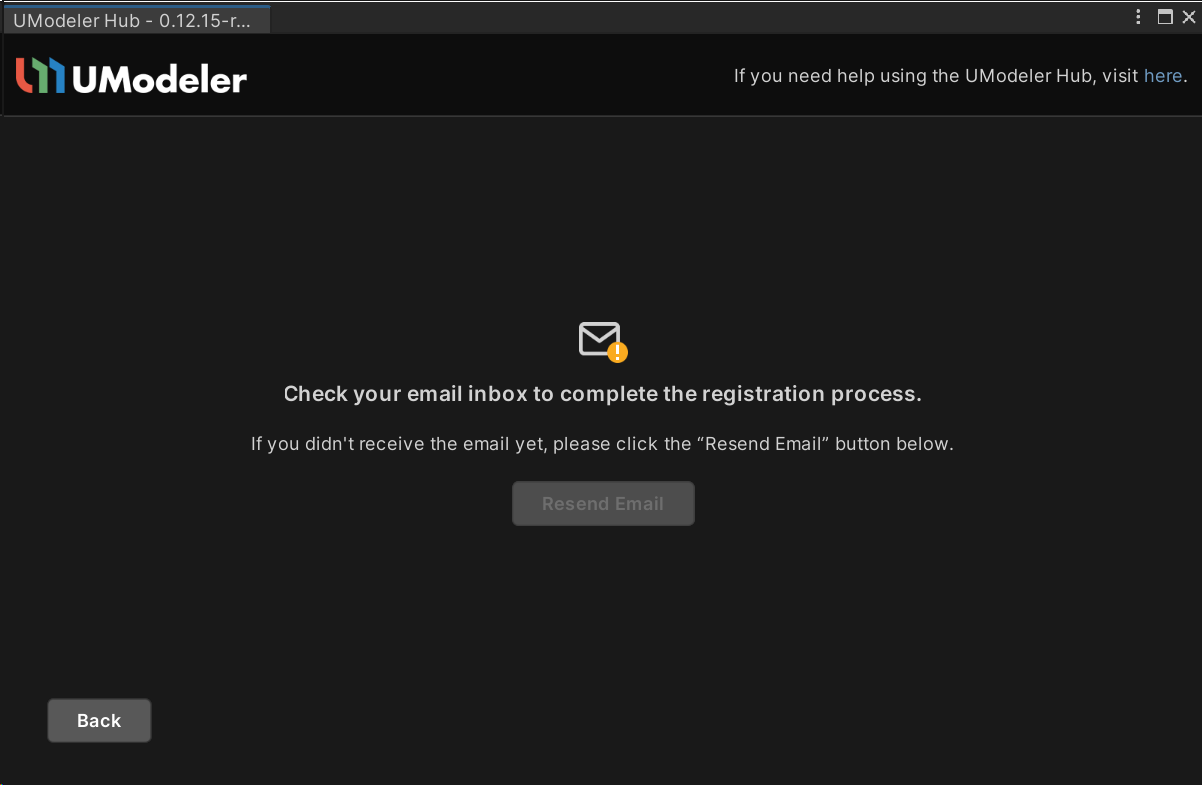 UModeler Hub - 0.12.15-r...
UModeler
If you need help using the UModeler Hub, visit here.
Check your email inbox to complete the registration process.
If you didn't receive the email yet, please click the “Resend Email” button below.
Resend Email
Back